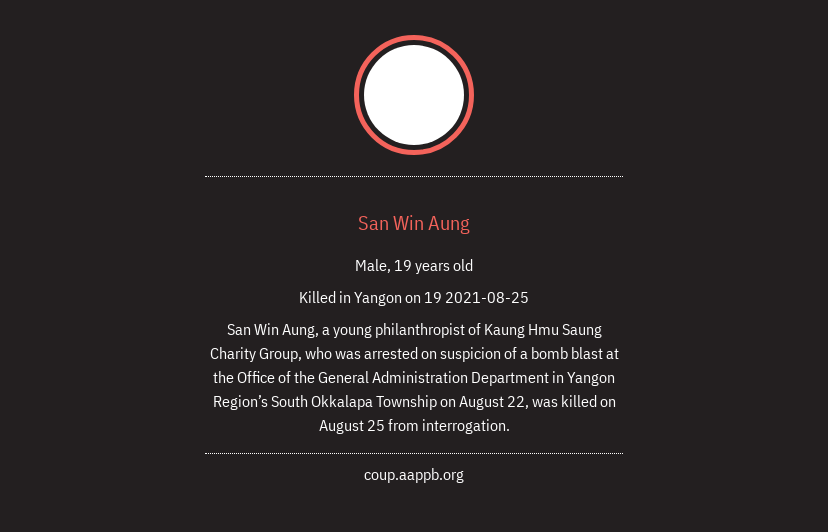 San Win Aung
Male, 19 years old
Killed in Yangon on 19 2021-08-25
San Win Aung, a young philanthropist of Kaung Hmu Saung
Charity Group, who was arrested on suspicion of a bomb blast at
the Office of the General Administration Department in Yangon
Region’s South Okkalapa Township on August 22, was killed on
August 25 from interrogation.
coup.aappb.org